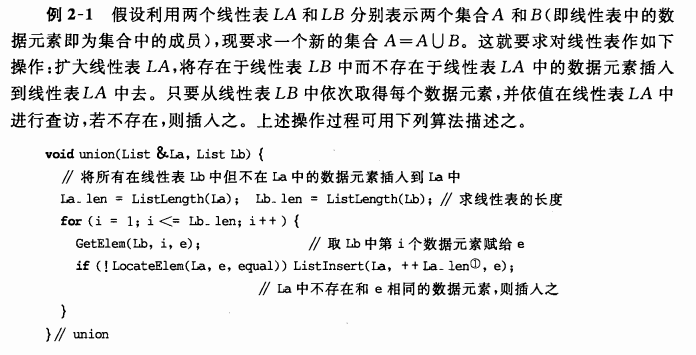 例 2-1 假设利用两个线性表 LA 和 LB 分别表示两个集合 A 和 B(即线性表中的数
据元素即为集合中的成员),现要求一个新的集合 A=A∪B。这就要求对线性表作如下
操作:扩大线性表 LA,将存在于线性表 LB 中而不存在于线性表 LA 中的数据元素插入
到线性表 LA 中去。只要从线性表 LB 中依次取得每个数据元素,并依值在线性表 LA 中
进行查访,若不存在,则插入之。上述操作过程可用下列算法描述之。
void union(List &La, List Lb) {
// 将所有在线性表 Lb 中但不在 La 中的数据元素插入到 La 中
La_len = ListLength(La); Lb_len = ListLength(Lb); // 求线性表的长度
for (i = 1; i <= Lb_len; i++) {
GetElem(Lb, i, e); // 取 Lb 中第 i 个数据元素赋给 e
if (!LocateElem(La, e, equal)) ListInsert(La, ++La_len①, e);
// La 中不存在和 e 相同的数据元素,则插入之
}
}// union